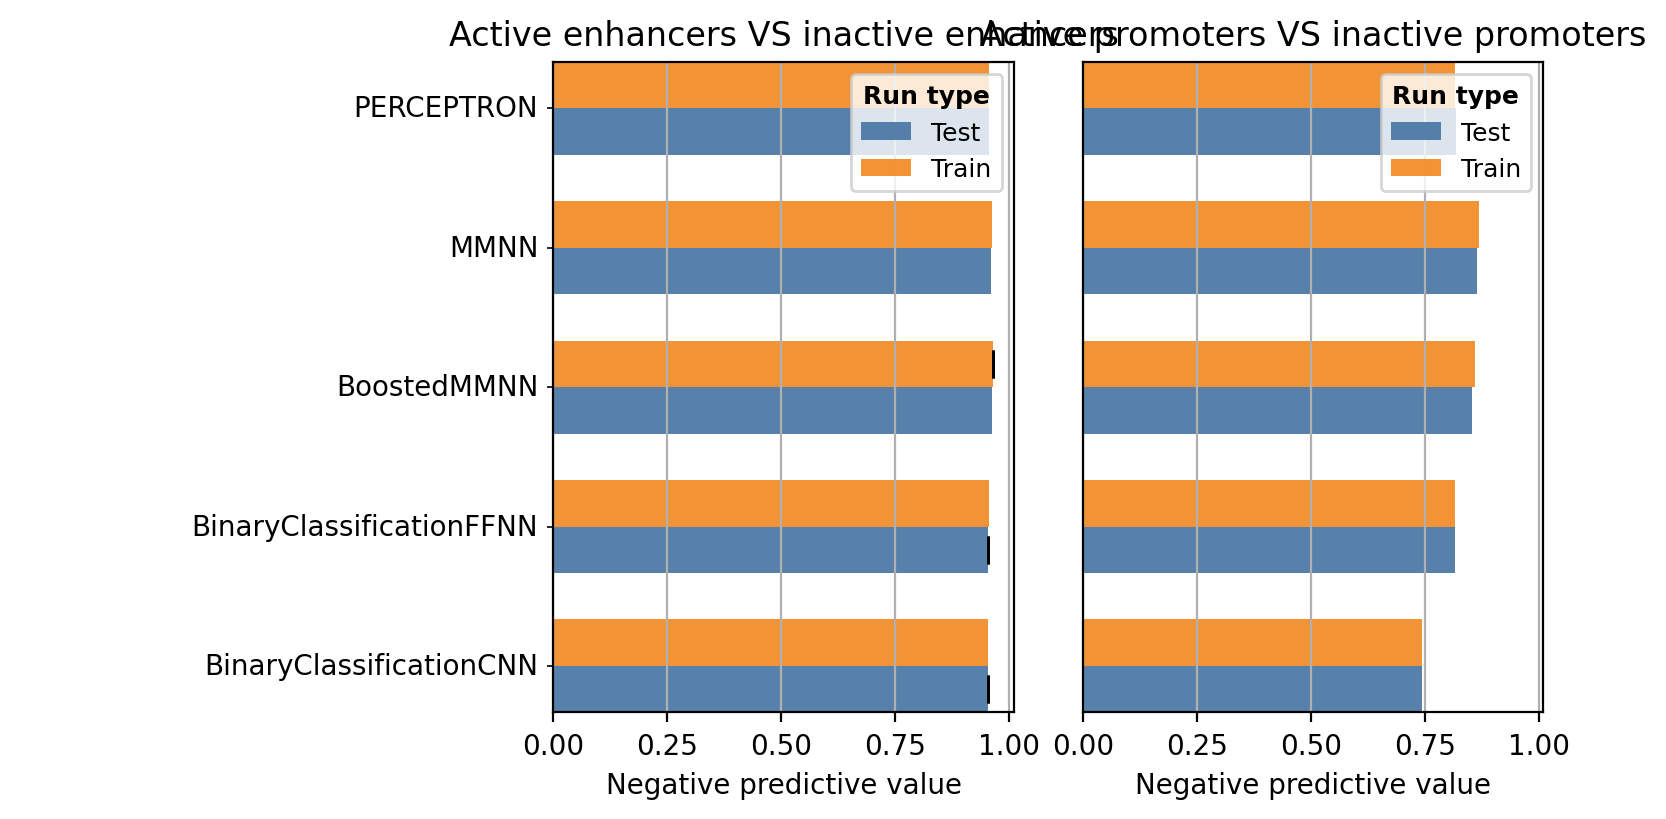 Active enhancers VS inactive enhancers
Active promoters VS inactive promoters
PERCEPTRON
MMNN
BoostedMMNN
BinaryClassificationFFNN
BinaryClassificationCNN
Run type
Test
Train
Run type
Test
Train
0.00 0.25 0.50 0.75 1.00
0.00 0.25 0.50 0.75 1.00
Negative predictive value
Negative predictive value